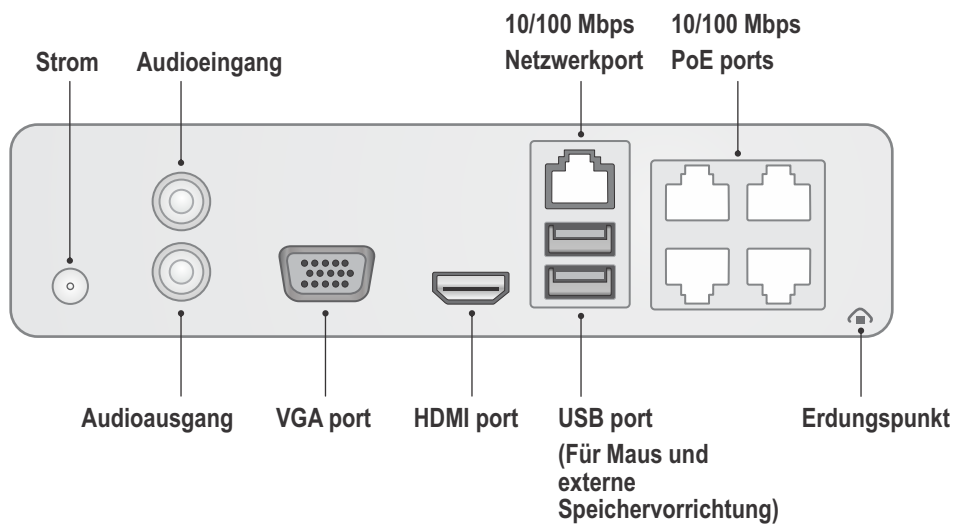 10/100 Mbps
Netzwerkport
10/100 Mbps
PoE ports
Strom
Audioeingang
Audioausgang
VGA port
HDMI port
USB port
(Für Maus und
externe
Speichervorrichtung)
Erdungspunkt